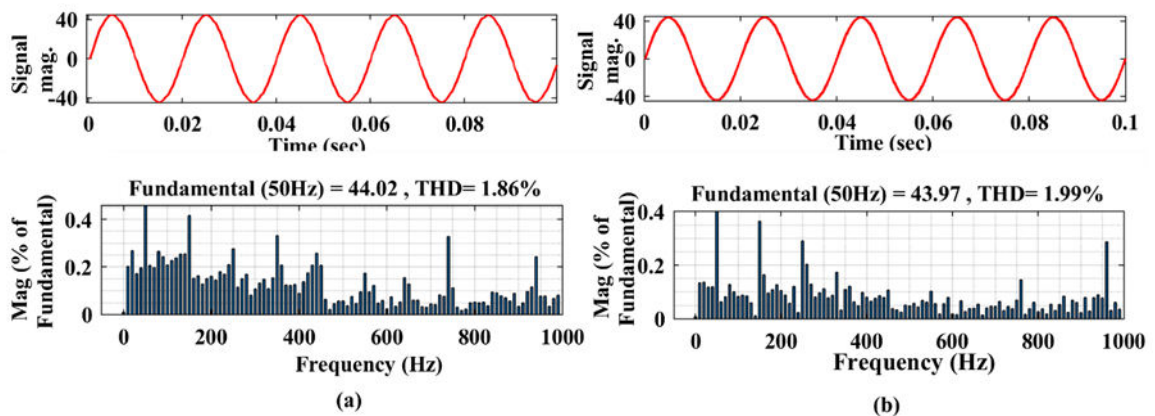 40
0
-40
Signal
mag.
0 0.02 0.04 0.06 0.08
Time (sec)
40
0
-40
Signal
mag.
0 0.02 0.04 0.06 0.08 0.1
Time (sec)
Fundamental (50Hz) = 44.02 , THD= 1.86%
Mag (% of
Fundamental)
0.4
0.2
0
0 200 400 600 800 1000
Frequency (Hz)
(a)
Fundamental (50Hz) = 43.97 , THD= 1.99%
Mag (% of
Fundamental)
0.4
0.2
0
0 200 400 600 800 1000
Frequency (Hz)
(b)